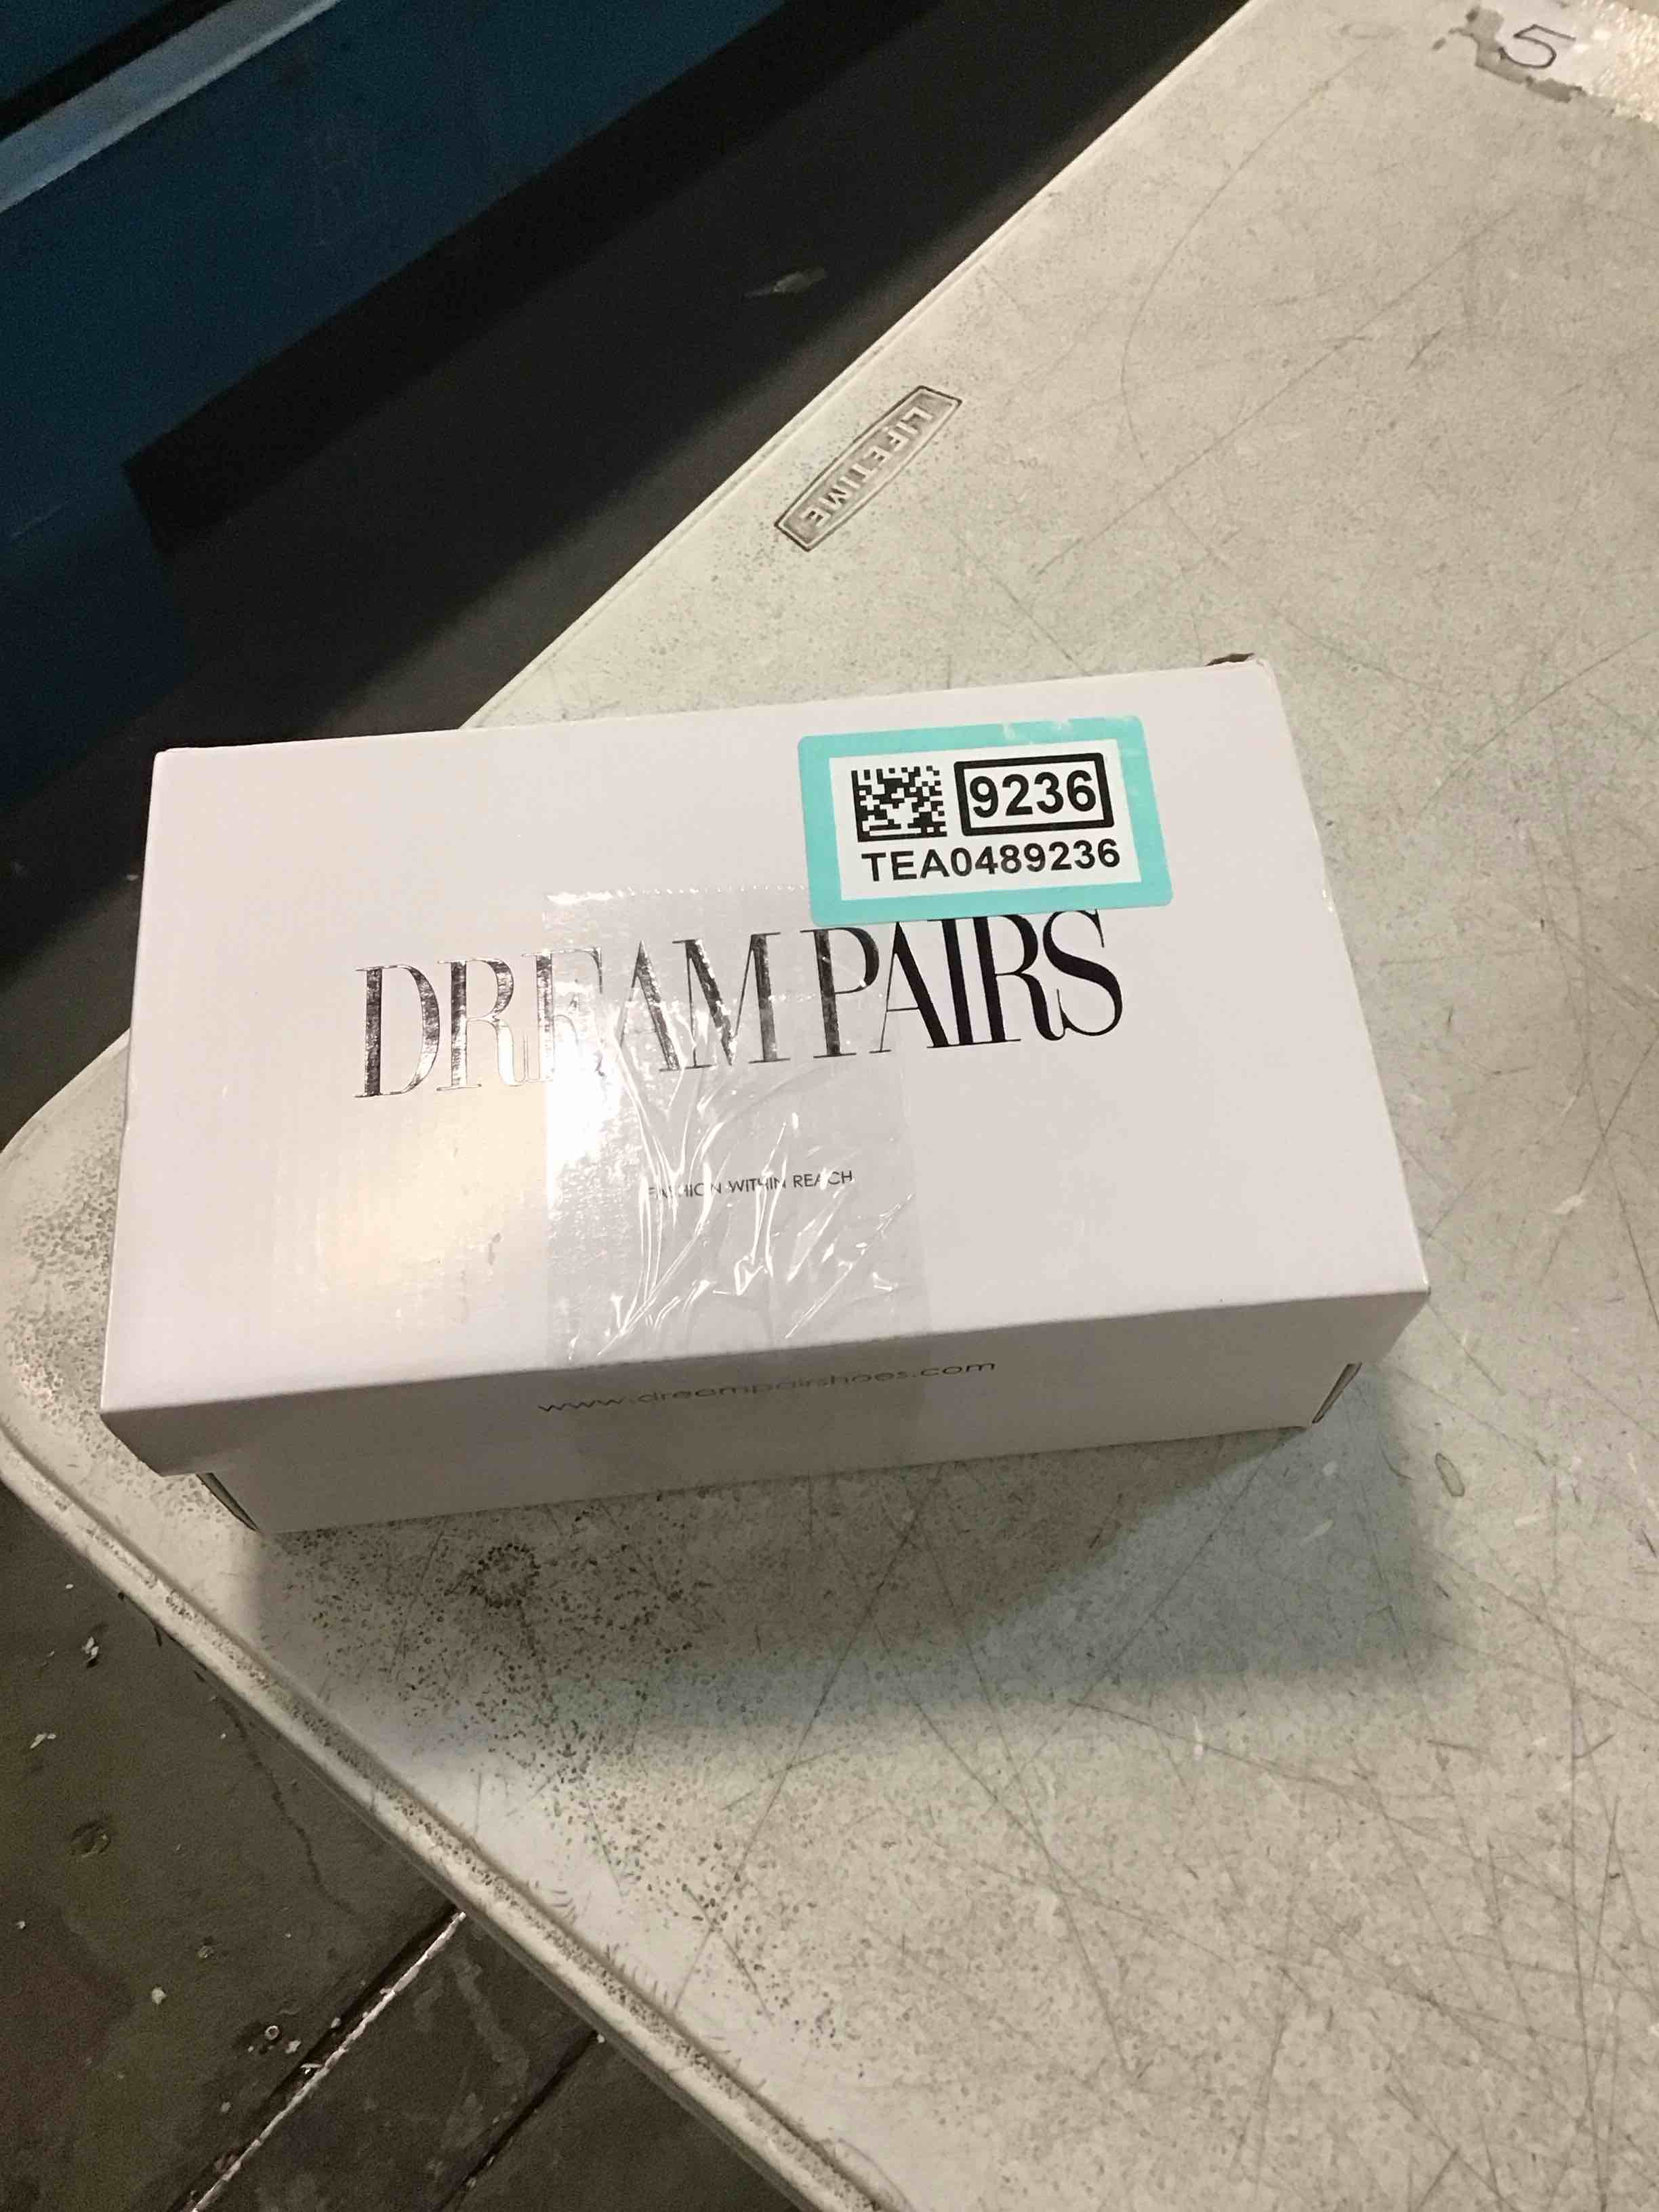 5
LIFETIME
9236
TEA0489236
DREAM PAIRS
FASHION WITHIN REACH
www.dreampairshoes.com